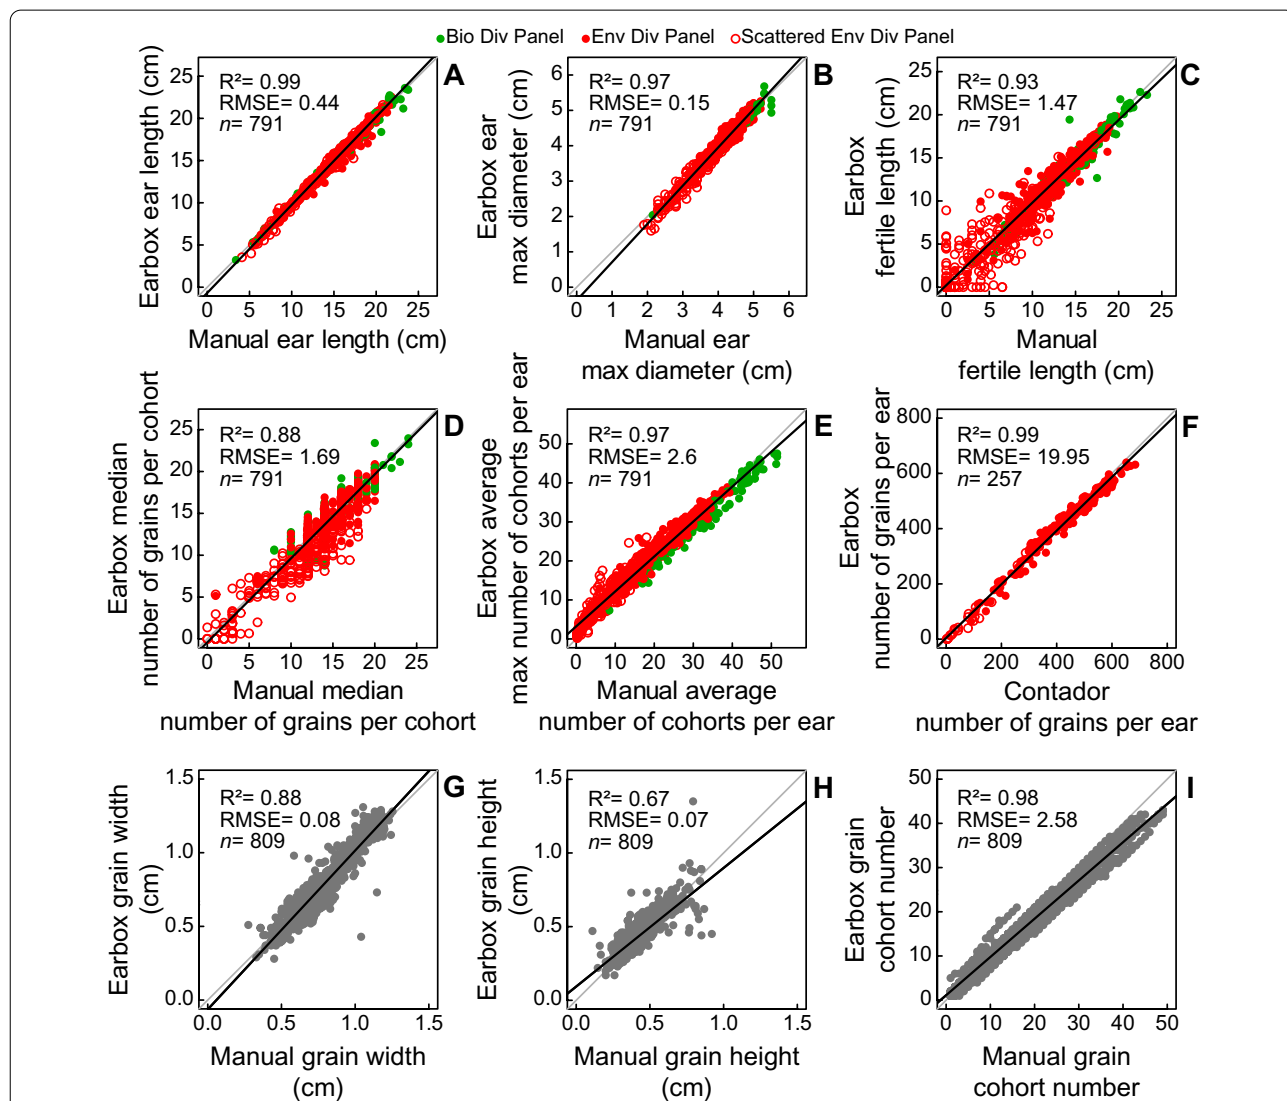 Bio Div Panel Env Div Panel Scattered Env Div Panel
A
R²= 0.99
RMSE= 0.44
n= 791
Earbox ear length (cm)
25
20
15
10
5
0
0 5 10 15 20 25
Manual ear length (cm)
B
R²= 0.97
RMSE= 0.15
n= 791
Earbox ear
max diameter (cm)
6
5
4
3
2
1
0
0 1 2 3 4 5 6
Manual ear
max diameter (cm)
C
R²= 0.93
RMSE= 1.47
n= 791
Earbox
fertile length (cm)
25
20
15
10
5
0
0 5 10 15 20 25
Manual
fertile length (cm)
D
R²= 0.88
RMSE= 1.69
n= 791
Earbox median
number of grains per cohort
25
20
15
10
5
0
0 5 10 15 20 25
Manual median
number of grains per cohort
E
R²= 0.97
RMSE= 2.6
n= 791
Earbox average
max number of cohorts per ear
50
40
30
20
10
0
0 10 20 30 40 50
Manual average
number of cohorts per ear
F
R²= 0.99
RMSE= 19.95
n= 257
Earbox
number of grains per ear
800
600
400
200
0
0 200 400 600 800
Contador
number of grains per ear
G
R²= 0.88
RMSE= 0.08
n= 809
Earbox grain width
(cm)
1.5
1.0
0.5
0.0
0.0 0.5 1.0 1.5
Manual grain width
(cm)
H
R²= 0.67
RMSE= 0.07
n= 809
Earbox grain height
(cm)
1.5
1.0
0.5
0.0
0.0 0.5 1.0 1.5
Manual grain height
(cm)
I
R²= 0.98
RMSE= 2.58
n= 809
Earbox grain
cohort number
50
40
30
20
10
0
0 10 20 30 40 50
Manual grain
cohort number